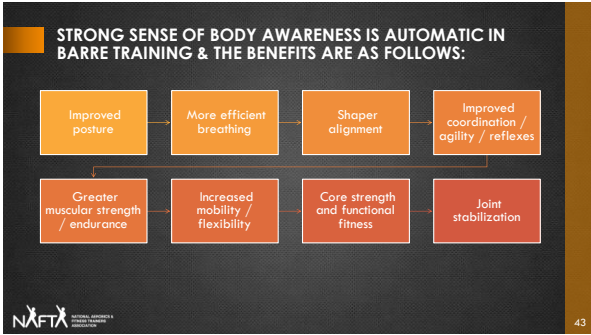 STRONG SENSE OF BODY AWARENESS IS AUTOMATIC IN
BARRE TRAINING & THE BENEFITS ARE AS FOLLOWS:
Improved
posture
More efficient
breathing
Shaper
alignment
Improved
coordination /
agility / reflexes
Greater
muscular strength
/ endurance
Increased
mobility /
flexibility
Core strength
and functional
fitness
Joint
stabilization
NAFTA
NATIONAL AEROBICS &
FITNESS TRAINERS
ASSOCIATION
43